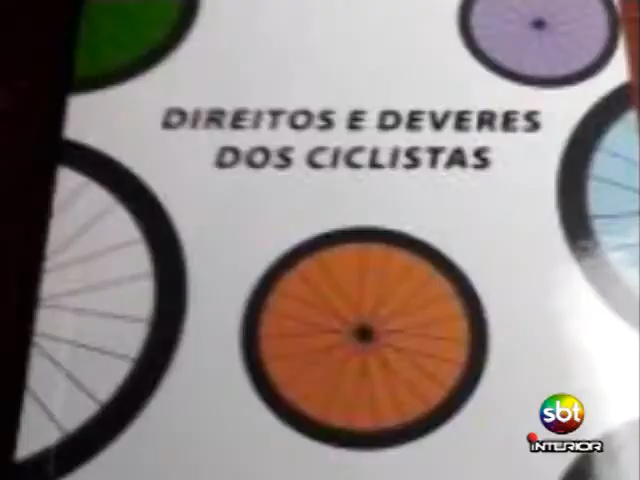 DIREITOS E DEVERES
DOS CICLISTAS
sbt
INTERIOR